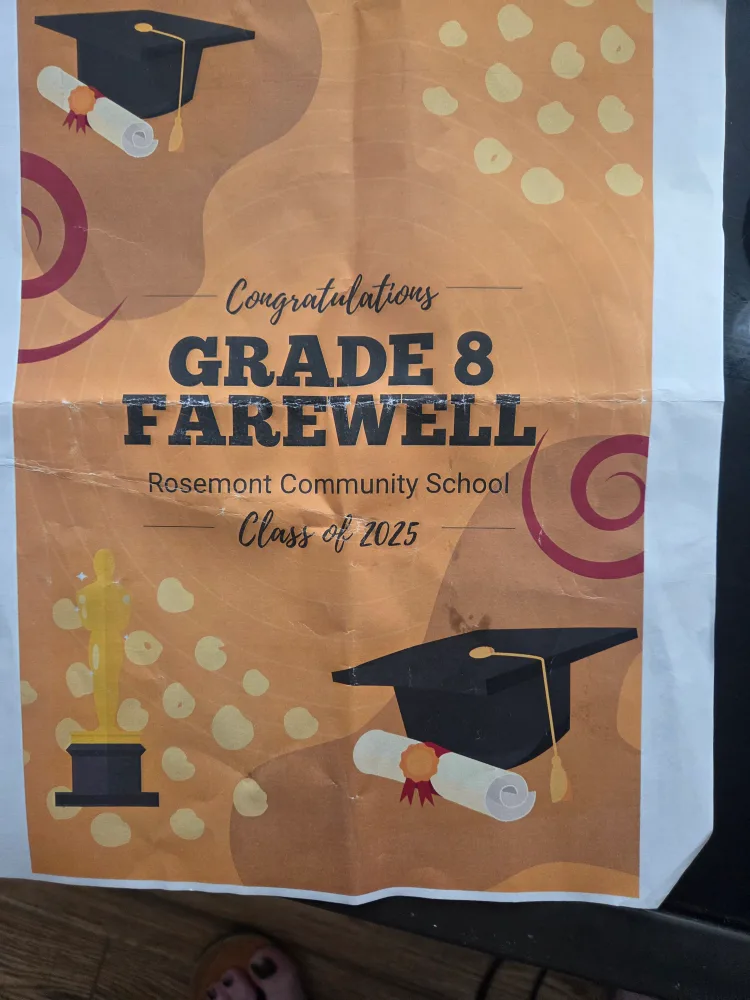 Congratulations
GRADE 8
FAREWELL
Rosemont Community School
Class of 2025